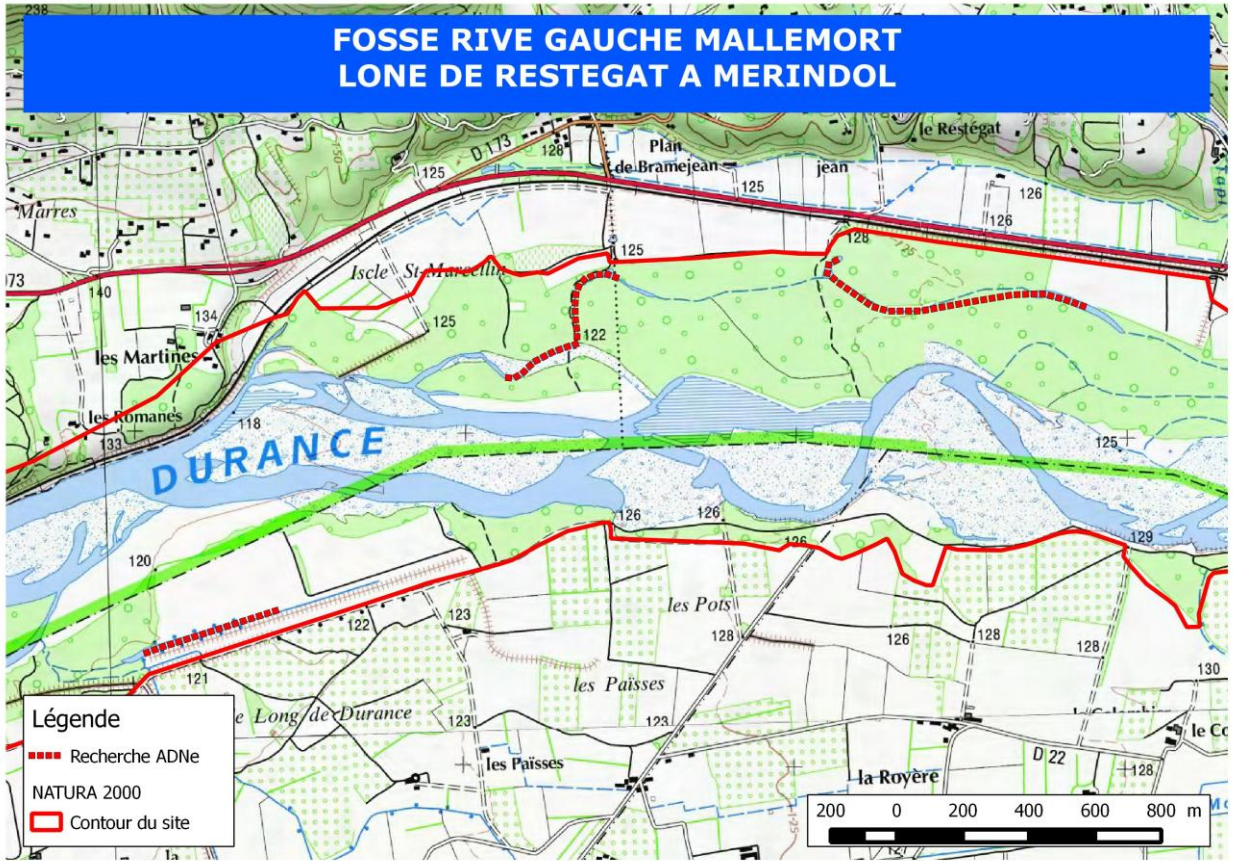 238
FOSSE RIVE GAUCHE MALLEMORT
LONE DE RESTEGAT A MERINDOL
le Restégat
D 173
128
Plan
de Bramejean
jean
125
125
125
126
126
Marres
128
125
Iscle St-Marcellin
73
140
134
125
122
les Martines
les Romanes
133
118
DURANCE
125
126
126
126
129
120
122
123
les Pots
128
126
128
128
121
les Païsses
130
le Long de Durance
123
123
les Païsses
la Royère
D 22
128
le Co
Légende
Recherche ADNe
NATURA 2000
Contour du site
200 0 200 400 600 800 m
127
la